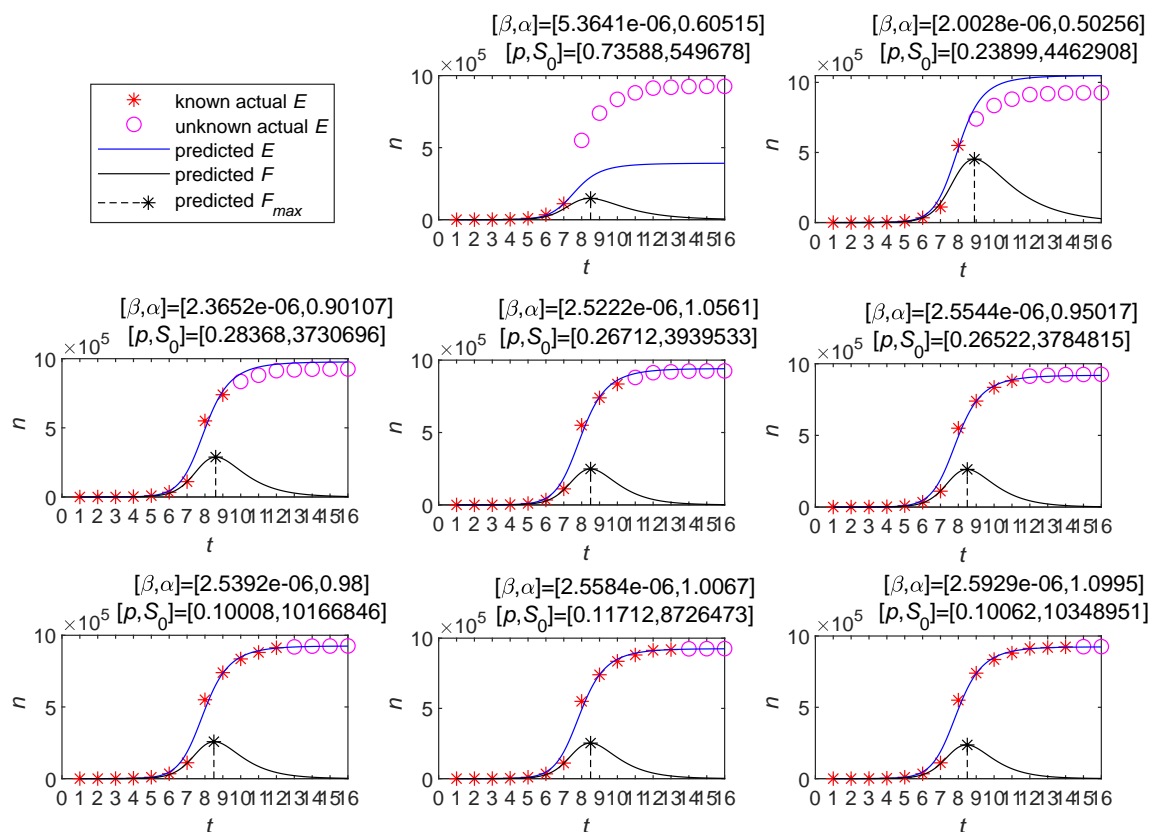 known actual E
unknown actual E
predicted E
predicted F
predicted F_max
[β,α]=[5.3641e-06,0.60515]
[p,S_0]=[0.73588,549678]
×10^5
10
5
0
n
0 1 2 3 4 5 6 7 8 9 10 11 12 13 14 15 16
t
[β,α]=[2.0028e-06,0.50256]
[p,S_0]=[0.23899,4462908]
×10^5
10
5
0
n
0 1 2 3 4 5 6 7 8 9 10 11 12 13 14 15 16
t
[β,α]=[2.3652e-06,0.90107]
[p,S_0]=[0.28368,3730696]
×10^5
10
5
0
n
0 1 2 3 4 5 6 7 8 9 10 11 12 13 14 15 16
t
[β,α]=[2.5222e-06,1.0561]
[p,S_0]=[0.26712,3939533]
×10^5
10
5
0
n
0 1 2 3 4 5 6 7 8 9 10 11 12 13 14 15 16
t
[β,α]=[2.5544e-06,0.95017]
[p,S_0]=[0.26522,3784815]
×10^5
10
5
0
n
0 1 2 3 4 5 6 7 8 9 10 11 12 13 14 15 16
t
[β,α]=[2.5392e-06,0.98]
[p,S_0]=[0.10008,10166846]
×10^5
10
5
0
n
0 1 2 3 4 5 6 7 8 9 10 11 12 13 14 15 16
t
[β,α]=[2.5584e-06,1.0067]
[p,S_0]=[0.11712,8726473]
×10^5
10
5
0
n
0 1 2 3 4 5 6 7 8 9 10 11 12 13 14 15 16
t
[β,α]=[2.5929e-06,1.0995]
[p,S_0]=[0.10062,10348951]
×10^5
10
5
0
n
0 1 2 3 4 5 6 7 8 9 10 11 12 13 14 15 16
t